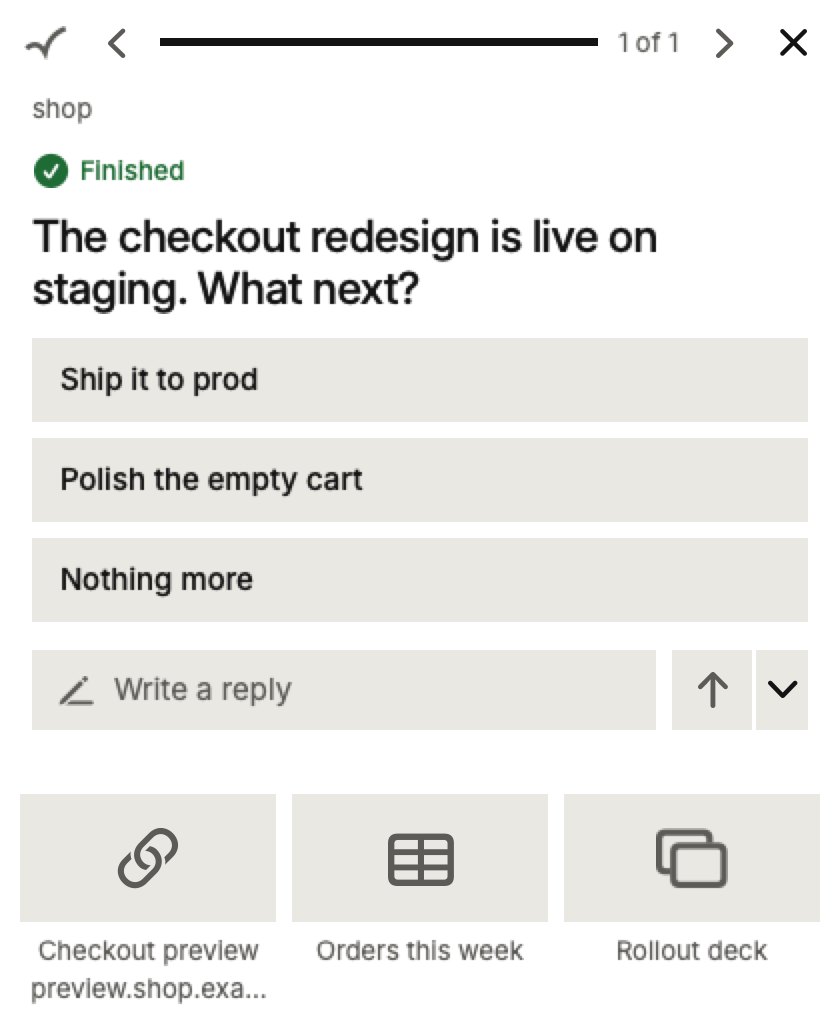 1 of 1
shop
Finished
The checkout redesign is live on
staging. What next?
Ship it to prod
Polish the empty cart
Nothing more
Write a reply
Checkout preview
preview.shop.exa...
Orders this week
Rollout deck